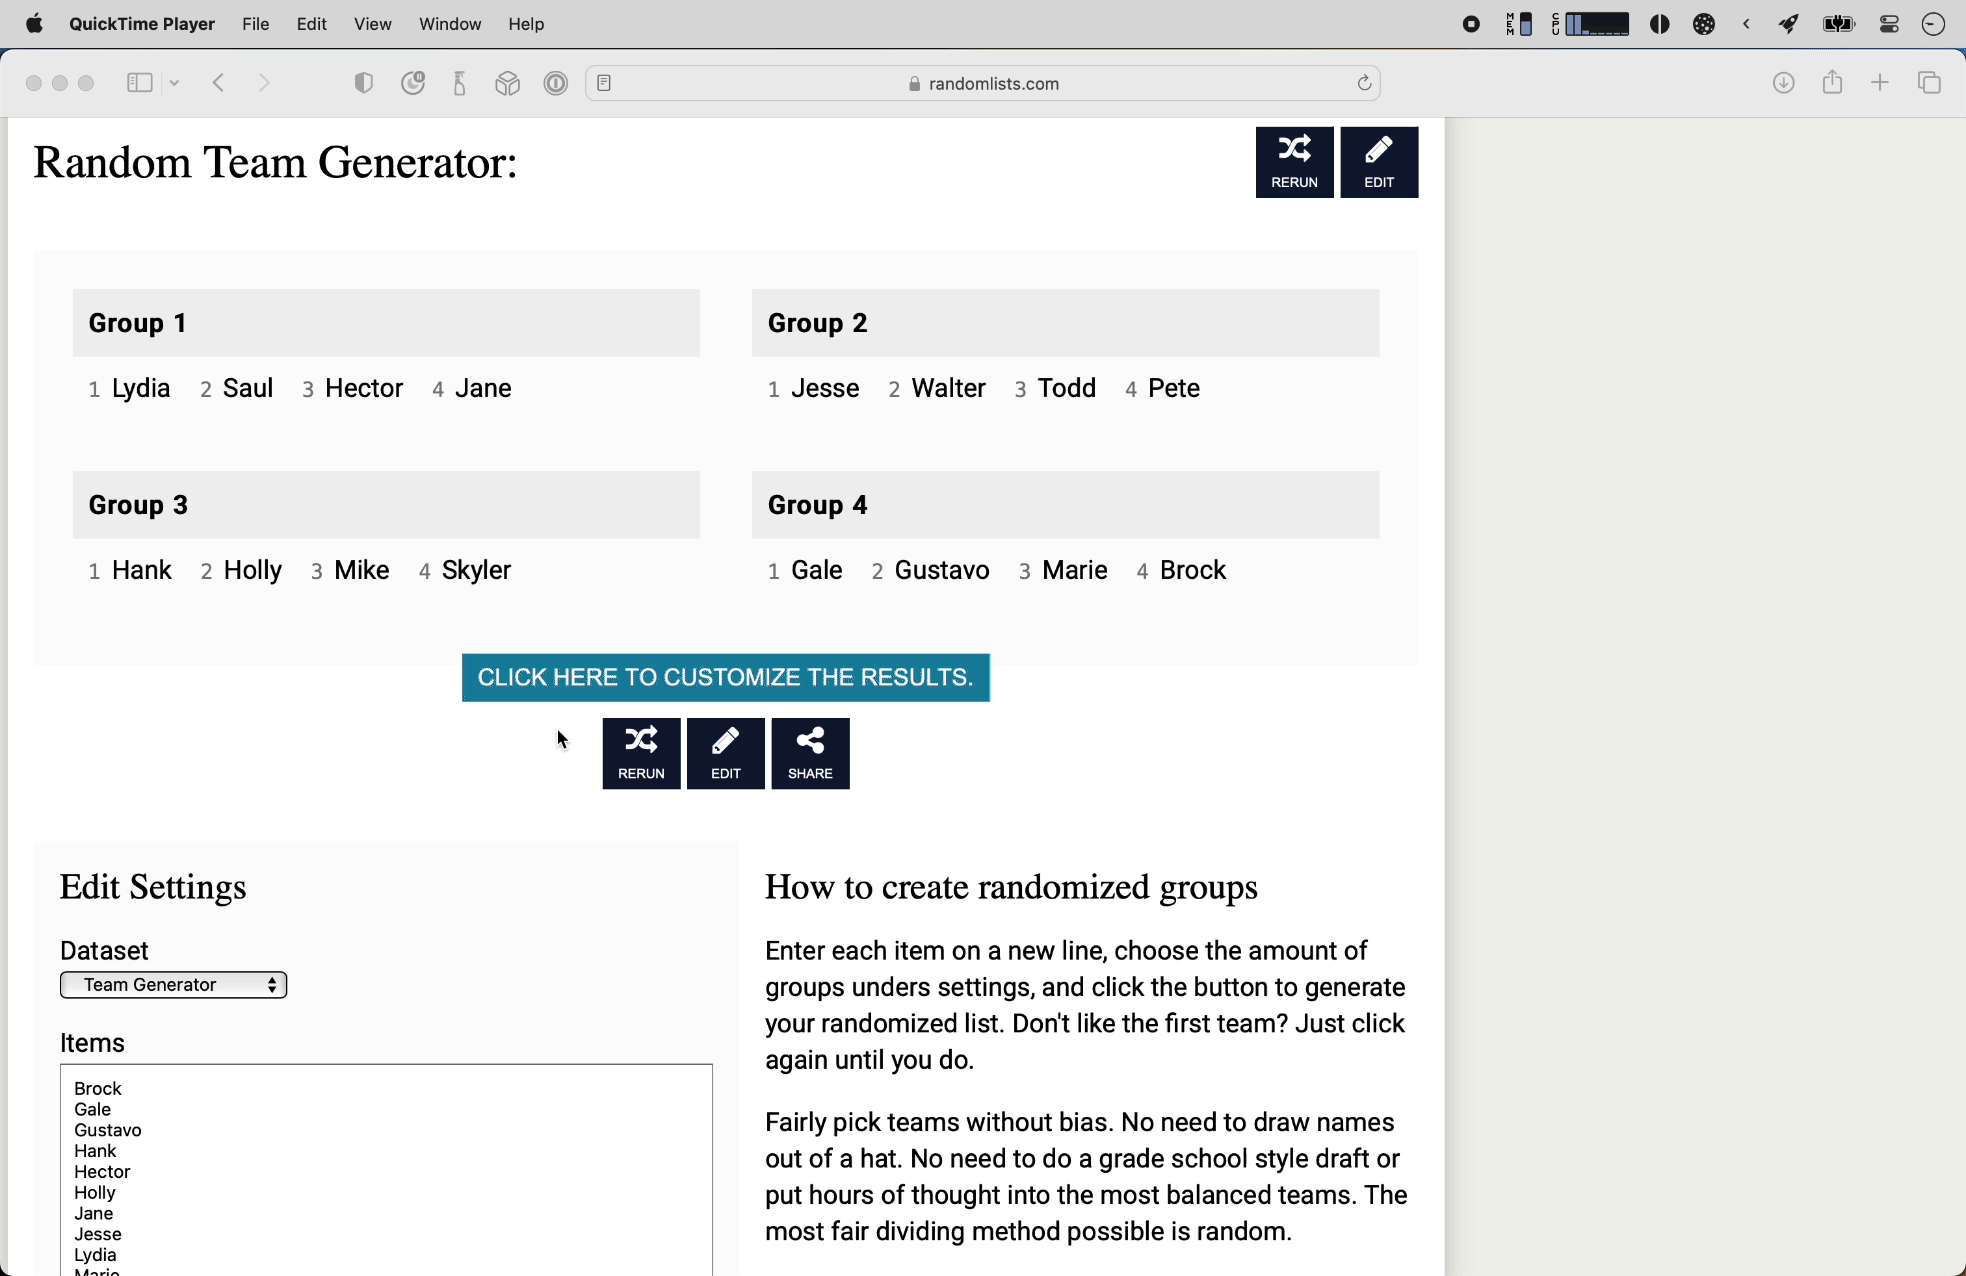 QuickTime Player File Edit View Window Help
MEM CPU
randomlists.com
Random Team Generator:
RERUN EDIT
Group 1
1 Lydia 2 Saul 3 Hector 4 Jane
Group 2
1 Jesse 2 Walter 3 Todd 4 Pete
Group 3
1 Hank 2 Holly 3 Mike 4 Skyler
Group 4
1 Gale 2 Gustavo 3 Marie 4 Brock
CLICK HERE TO CUSTOMIZE THE RESULTS.
RERUN EDIT SHARE
Edit Settings
Dataset
Team Generator
Items
Brock
Gale
Gustavo
Hank
Hector
Holly
Jane
Jesse
Lydia
Marie
How to create randomized groups
Enter each item on a new line, choose the amount of
groups unders settings, and click the button to generate
your randomized list. Don't like the first team? Just click
again until you do.
Fairly pick teams without bias. No need to draw names
out of a hat. No need to do a grade school style draft or
put hours of thought into the most balanced teams. The
most fair dividing method possible is random.